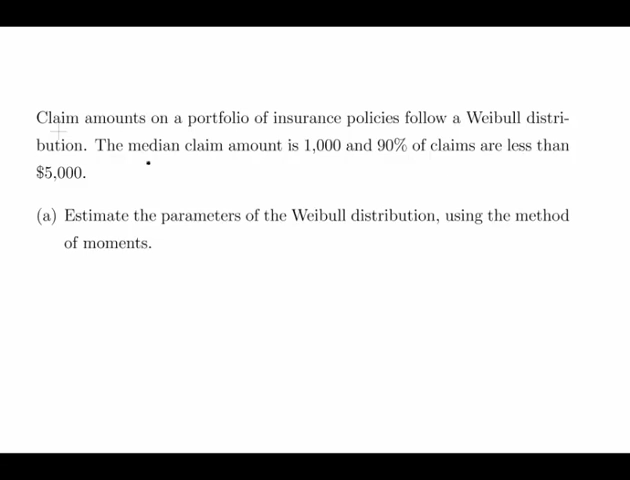 Claim amounts on a portfolio of insurance policies follow a Weibull distri-
bution. The median claim amount is 1,000 and 90% of claims are less than
$5,000.
(a) Estimate the parameters of the Weibull distribution, using the method
of moments.